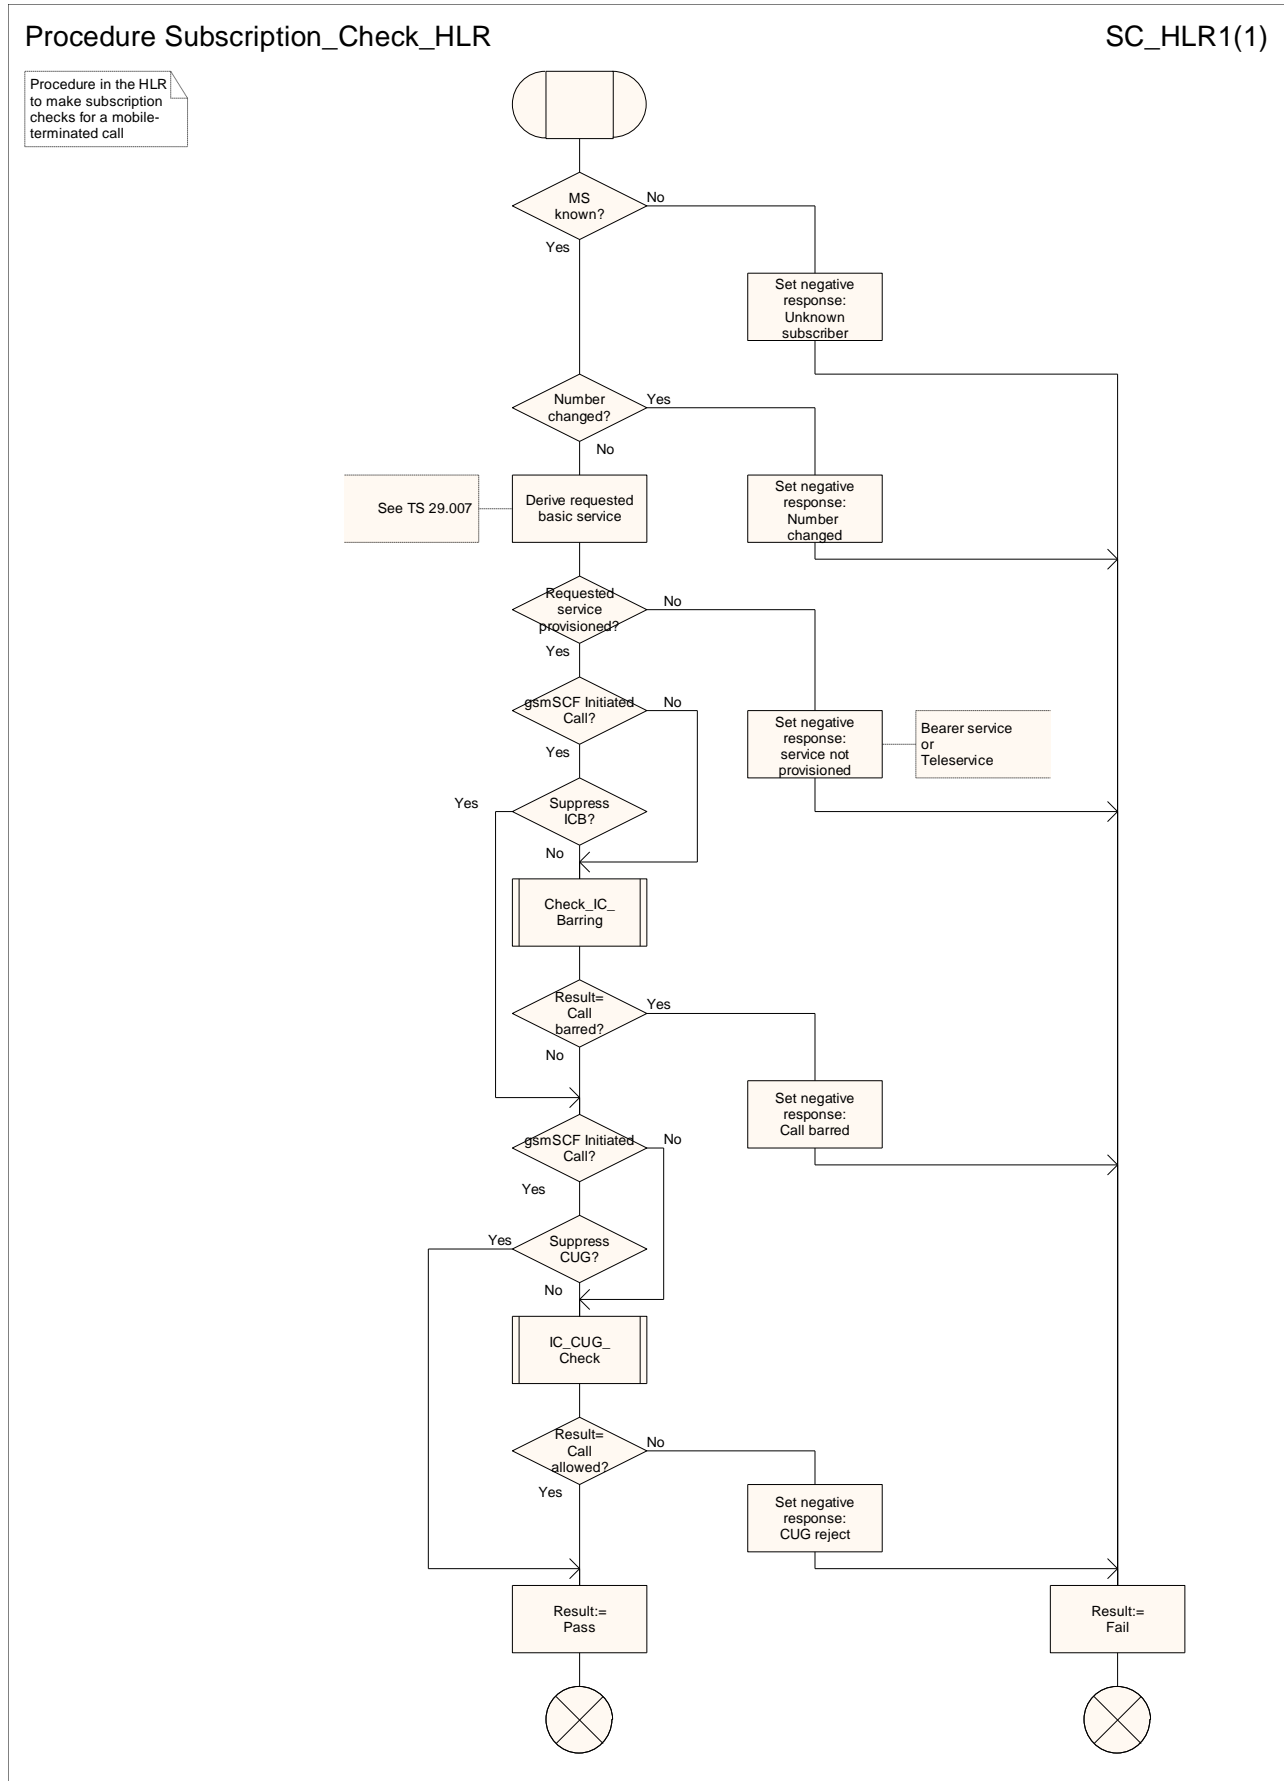 Procedure Subscription_Check_HLR
SC_HLR1(1)
Procedure in the HLR
to make subscription
checks for a mobile-
terminated call
MS
known?
No
Yes
Set negative
response:
Unknown
subscriber
Number
changed?
Yes
No
See TS 29.007
Derive requested
basic service
Set negative
response:
Number
changed
Requested
service
provisioned?
No
Yes
gsmSCF Initiated
Call?
No
Yes
Set negative
response:
service not
provisioned
Bearer service
or
Teleservice
Suppress
ICB?
Yes
No
Check_IC_
Barring
Result=
Call
barred?
Yes
No
Set negative
response:
Call barred
gsmSCF Initiated
Call?
No
Yes
Suppress
CUG?
Yes
No
IC_CUG_
Check
Result=
Call
allowed?
No
Yes
Set negative
response:
CUG reject
Result:=
Pass
Result:=
Fail